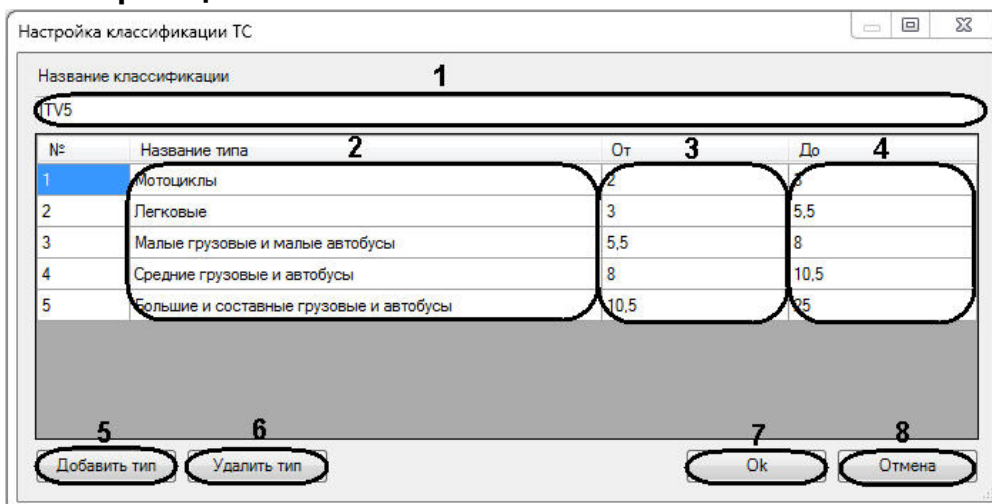 Настройка классификации ТС
Название классификации 1
TV5
№ Название типа 2 От 3 До 4
1 Мотоциклы 2 3
2 Легковые 3 5,5
3 Малые грузовые и малые автобусы 5,5 8
4 Средние грузовые и автобусы 8 10,5
5 Большие и составные грузовые и автобусы 10,5 25
5 6 7 8
Добавить тип Удалить тип Ok Отмена